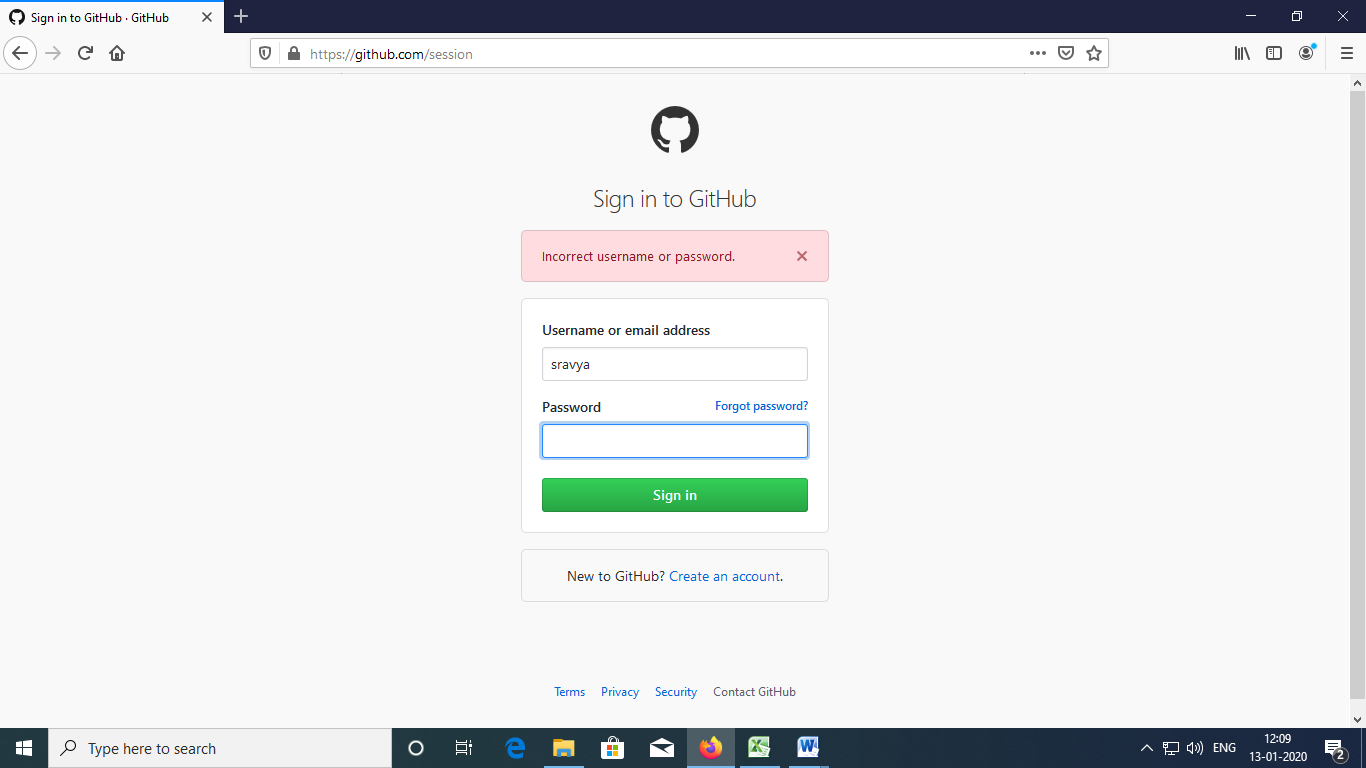 Sign in to GitHub · GitHub
https://github.com/session
Sign in to GitHub
Incorrect username or password.
Username or email address
sravya
Password Forgot password?
Sign in
New to GitHub? Create an account.
Terms Privacy Security Contact GitHub
Type here to search
ENG
12:09
13-01-2020
2